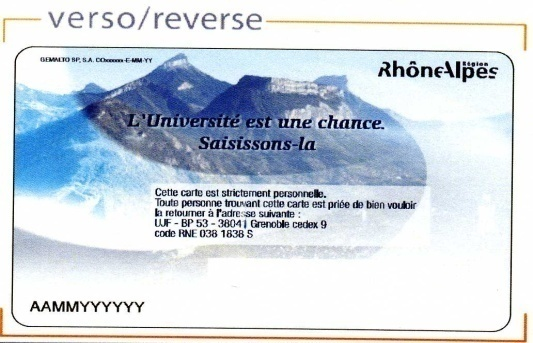 verso/reverse
GEMALTO SP, S.A. COxxxxxx-E-MM-YY
Région
RhôneAlpes
L'Université est une chance.
Saisissons-la
Cette carte est strictement personnelle.
Toute personne trouvant cette carte est priée de bien vouloir
la retourner à l'adresse suivante :
UJF - BP 53 - 38041 Grenoble cedex 9
code RNE 038 1838 S
AAMMYYYYYY